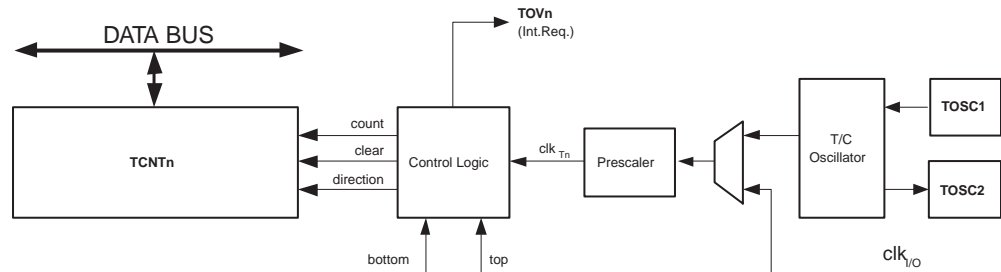 DATA BUS
TOVn
(Int.Req.)
TCNTn
count
clear
direction
Control Logic
clk Tn
Prescaler
T/C
Oscillator
TOSC1
TOSC2
bottom
top
clk I/O